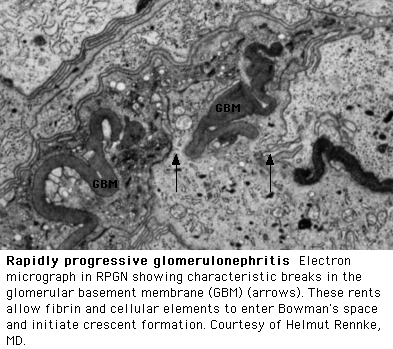 GBM
GBM
Rapidly progressive glomerulonephritis Electron
micrograph in RPGN showing characteristic breaks in the
glomerular basement membrane (GBM) (arrows). These rents
allow fibrin and cellular elements to enter Bowman's space
and initiate crescent formation. Courtesy of Helmut Rennke,
MD.